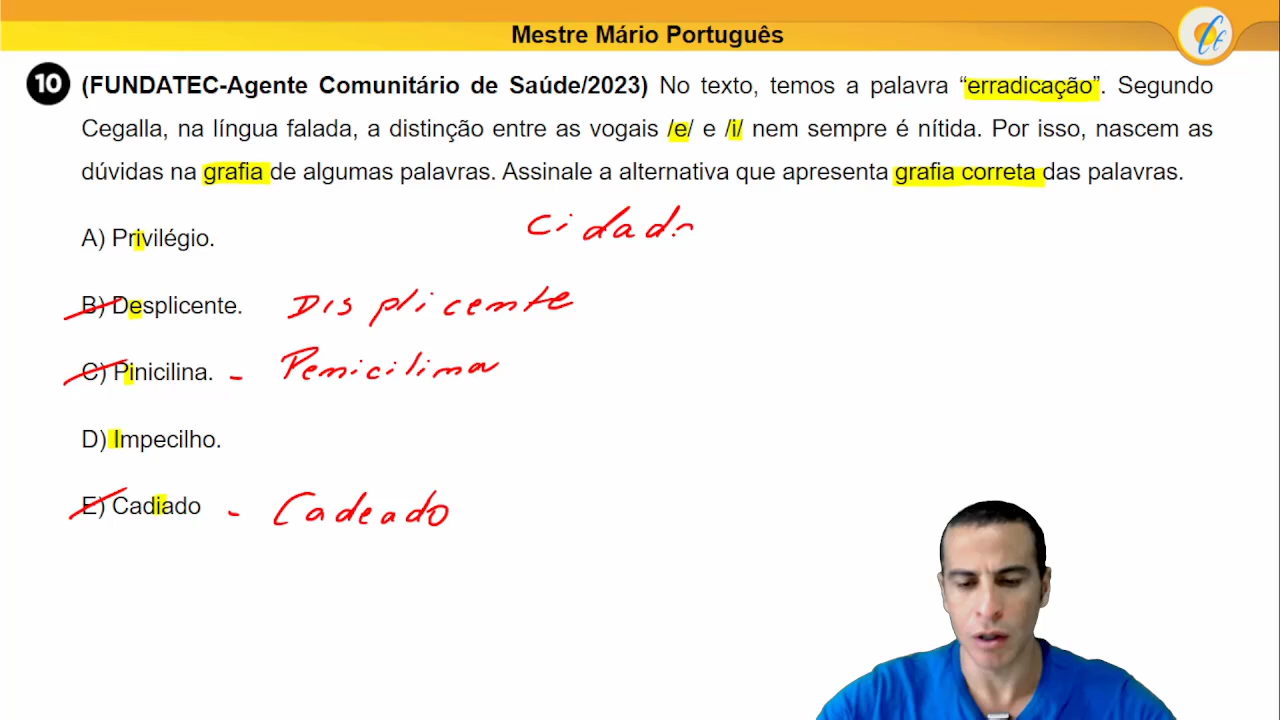 Mestre Mário Português
10 (FUNDATEC-Agente Comunitário de Saúde/2023) No texto, temos a palavra “erradicação”. Segundo
Cegalla, na língua falada, a distinção entre as vogais /e/ e /i/ nem sempre é nítida. Por isso, nascem as
dúvidas na grafia de algumas palavras. Assinale a alternativa que apresenta grafia correta das palavras.
Cidad
A) Privilégio.
B) Desplicente. Displicente
C) Pinicilina. - Penicilina
D) Impecilho.
E) Cadiado - Cadeado